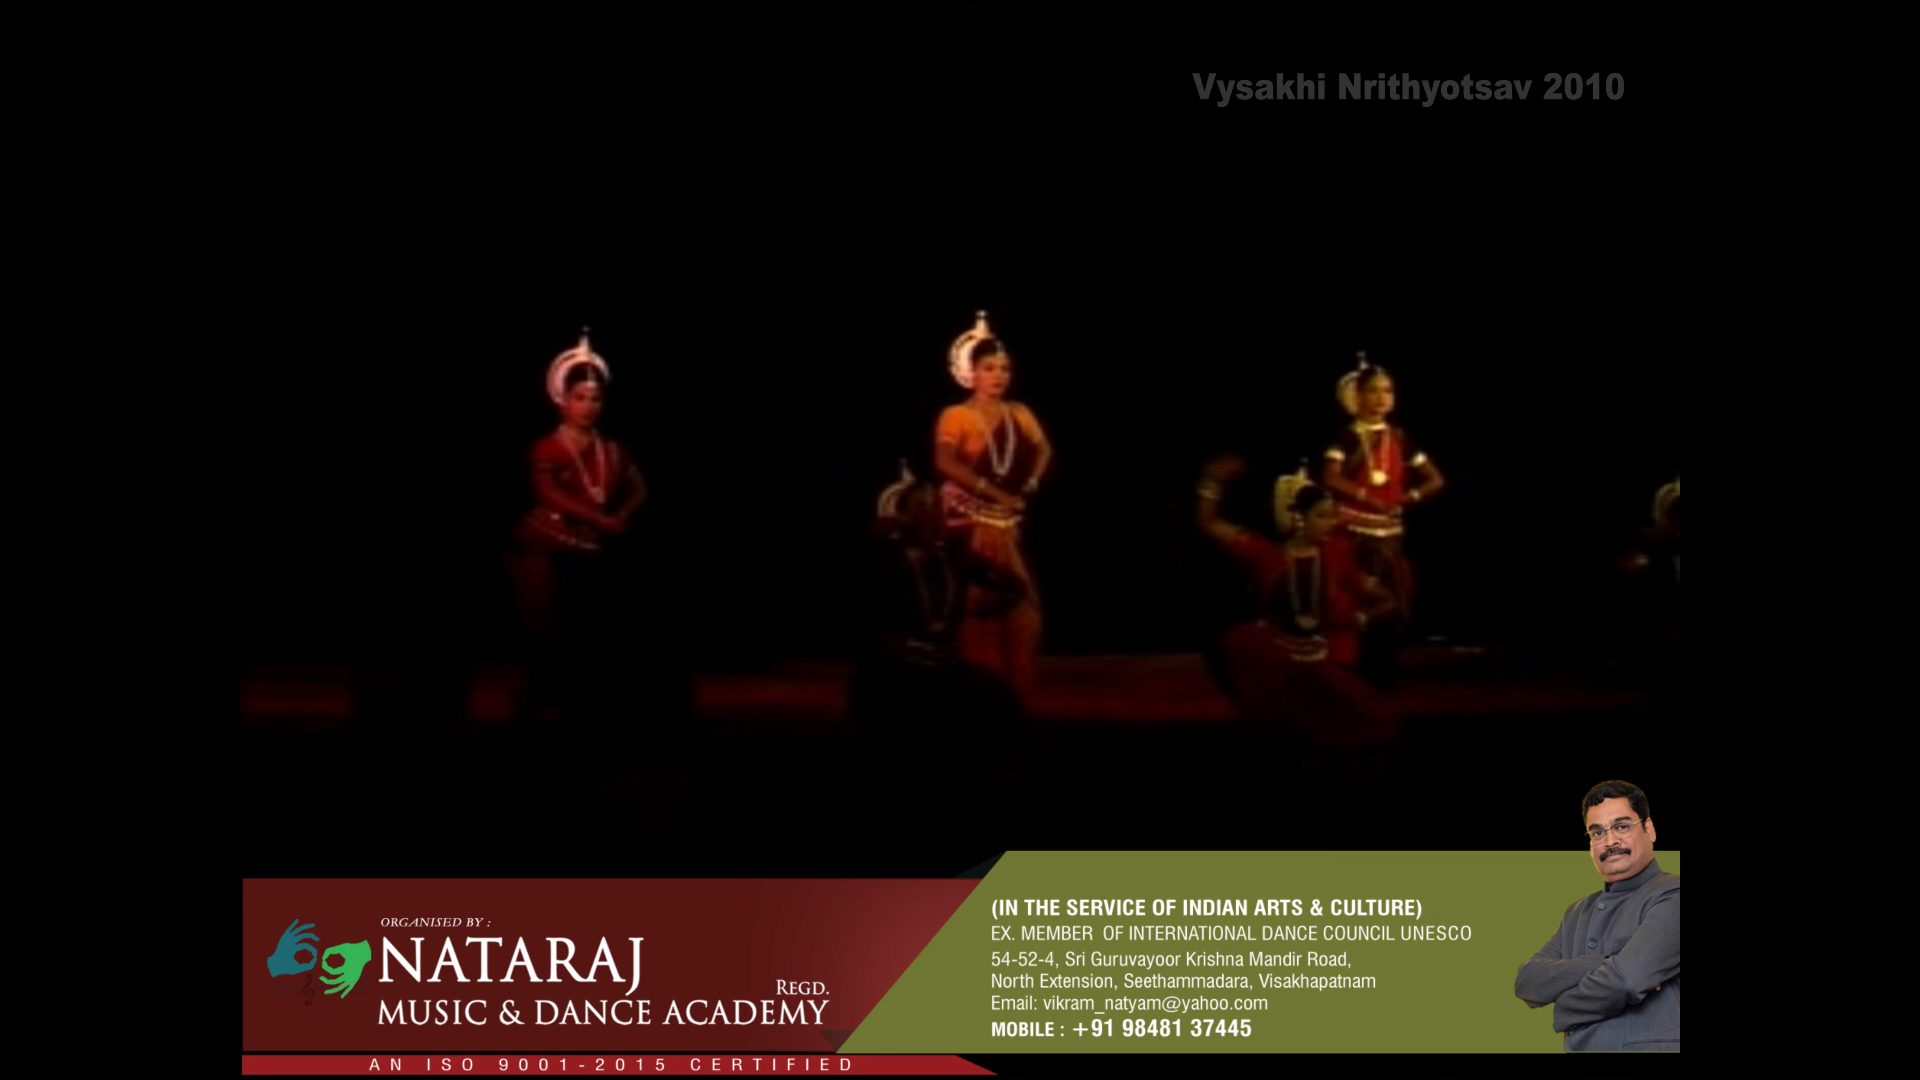 Vysakhi Nrithyotsav 2010
ORGANISED BY :
NATARAJ
REGD.
MUSIC & DANCE ACADEMY
AN ISO 9001-2015 CERTIFIED
(IN THE SERVICE OF INDIAN ARTS & CULTURE)
EX. MEMBER OF INTERNATIONAL DANCE COUNCIL UNESCO
54-52-4, Sri Guruvayoor Krishna Mandir Road,
North Extension, Seethammadara, Visakhapatnam
Email: vikram_natyam@yahoo.com
MOBILE : +91 98481 37445